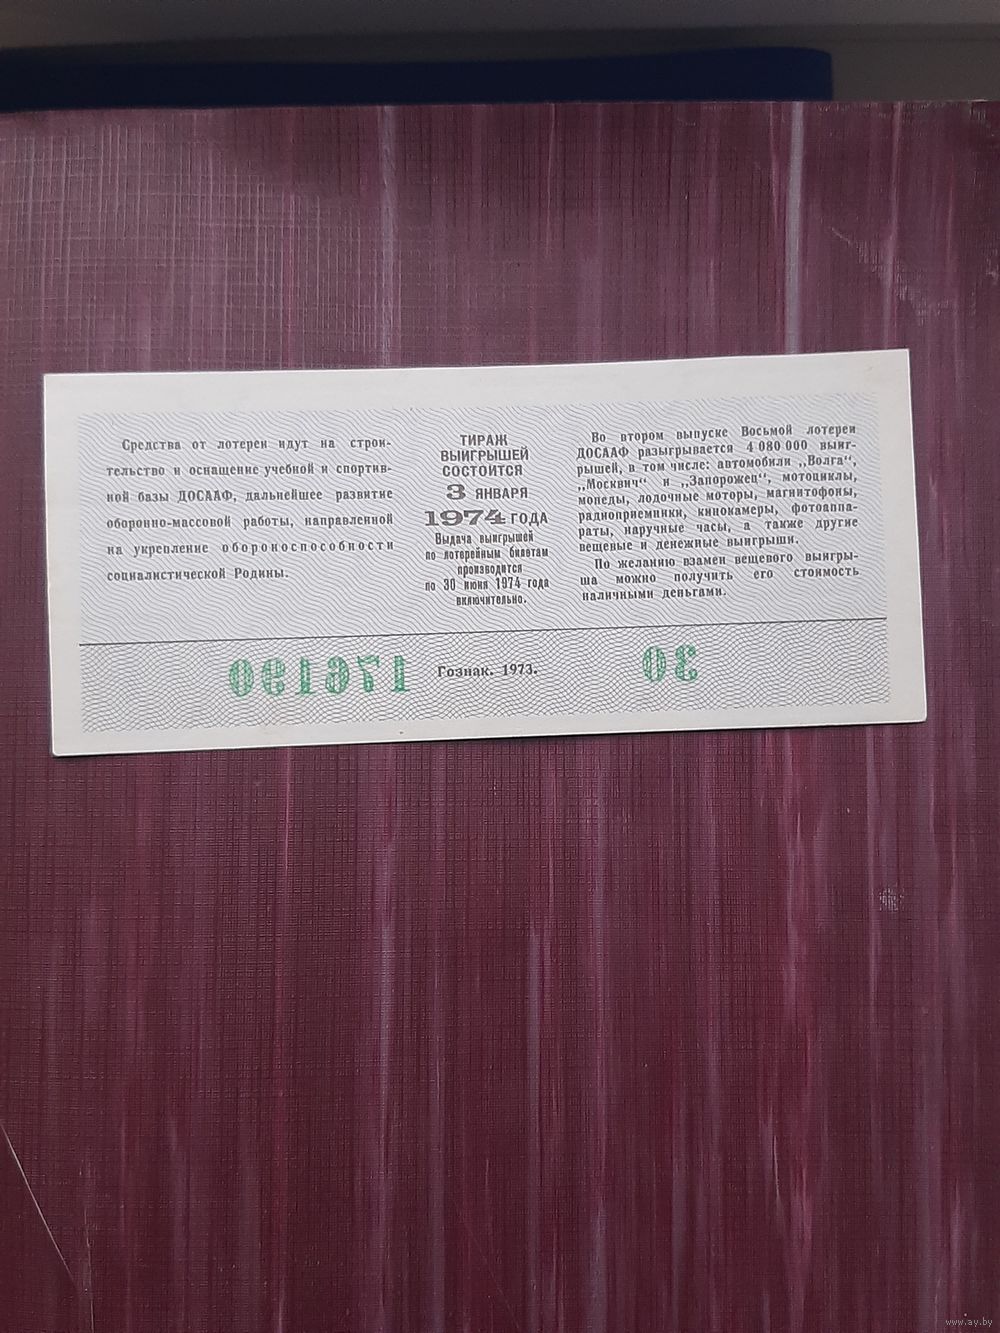 Средства от лотереи идут на строи-
тельство и оснащение учебной и спортив-
ной базы ДОСААФ, дальнейшее развитие
оборонно-массовой работы, направленной
на укрепление обороноспособности
социалистической Родины.
ТИРАЖ
ВЫИГРЫШЕЙ
СОСТОИТСЯ
3 ЯНВАРЯ
1974 ГОДА
Выдача выигрышей
по лотерейным билетам
производится
по 30 июня 1974 года
включительно.
Во втором выпуске Восьмой лотереи
ДОСААФ разыгрывается 4 080 000 выиг-
рышей, в том числе: автомобили „Волга“,
„Москвич“ и „Запорожец“, мотоциклы,
мопеды, лодочные моторы, магнитофоны,
радиоприемники, кинокамеры, фотоаппа-
раты, наручные часы, а также другие
вещевые и денежные выигрыши.
По желанию взамен вещевого выигры-
ша можно получить его стоимость
наличными деньгами.
Гознак. 1973.
www.ay.by